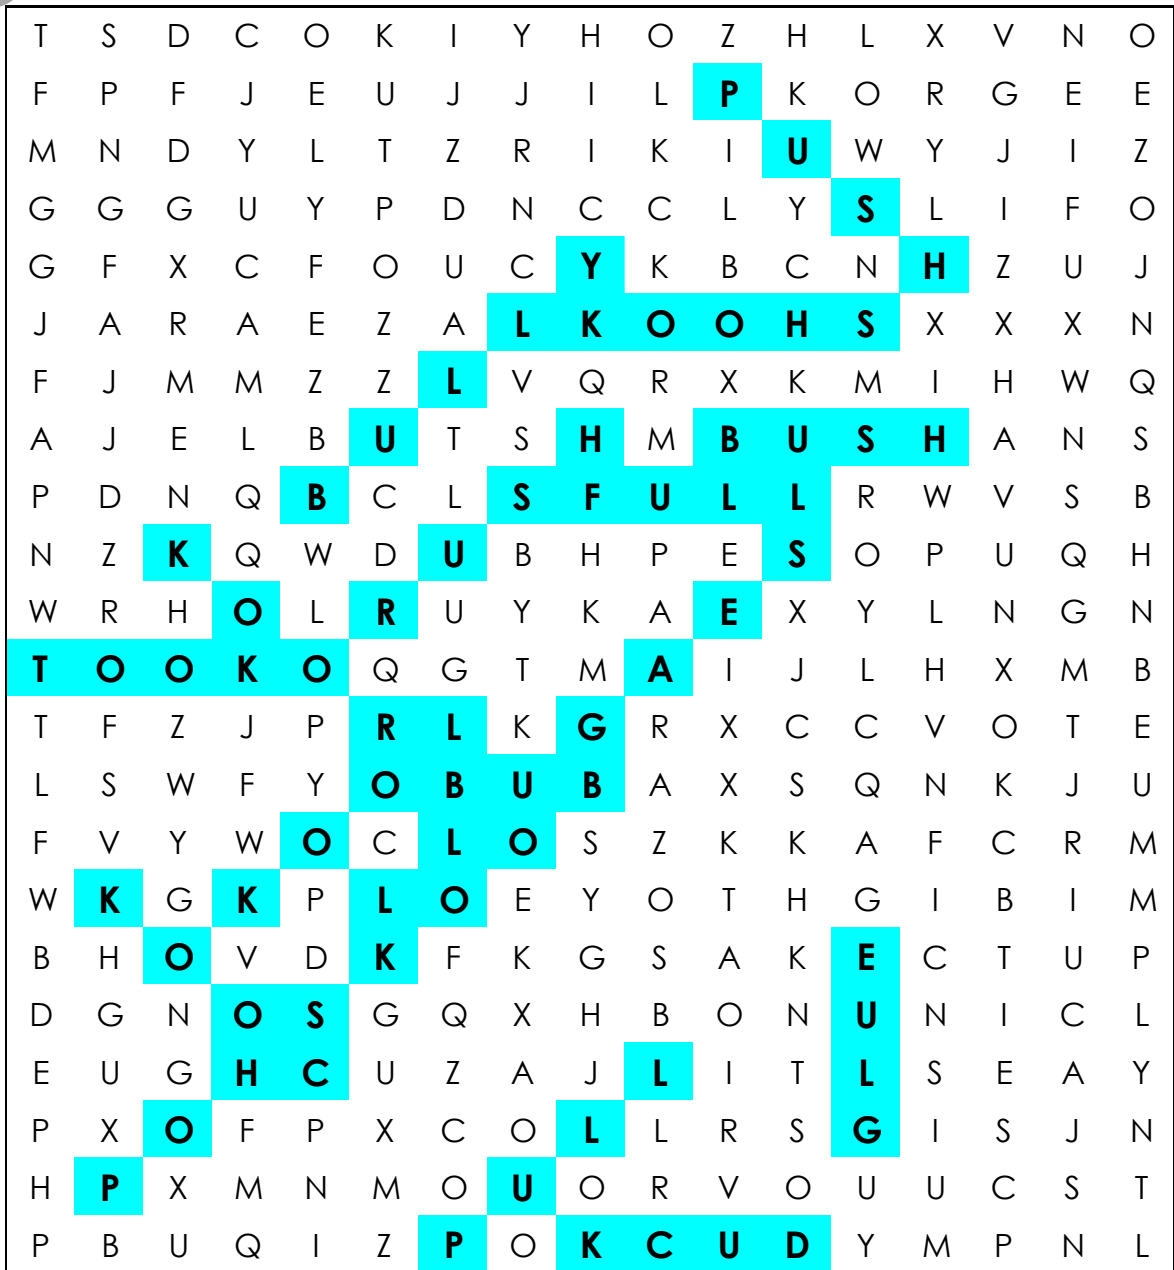 T S D C O K I Y H O Z H L X V N O
F P F J E U J J I L P K O R G E E
M N D Y L T Z R I K I U W Y J I Z
G G G U Y P D N C C L Y S L I F O
G F X C F O U C Y K B C N H Z U J
J A R A E Z A L K O O H S X X X N
F J M M Z Z L V Q R X K M I H W Q
A J E L B U T S H M B U S H A N S
P D N Q B C L S F U L L R W V S B
N Z K Q W D U B H P E S O P U Q H
W R H O L R U Y K A E X Y L N G N
T O O K O Q G T M A I J L H X M B
T F Z J P R L K G R X C C V O T E
L S W F Y O B U B A X S Q N K J U
F V Y W O C L O S Z K K A F C R M
W K G K P L O E Y O T H G I B I M
B H O V D K F K G S A K E C T U P
D G N O S G Q X H B O N U N I C L
E U G H C U Z A J L I T L S E A Y
P X O F P X C O L L R S G I S J N
H P X M N M O U O R V O U U C S T
P B U Q I Z P O K C U D Y M P N L